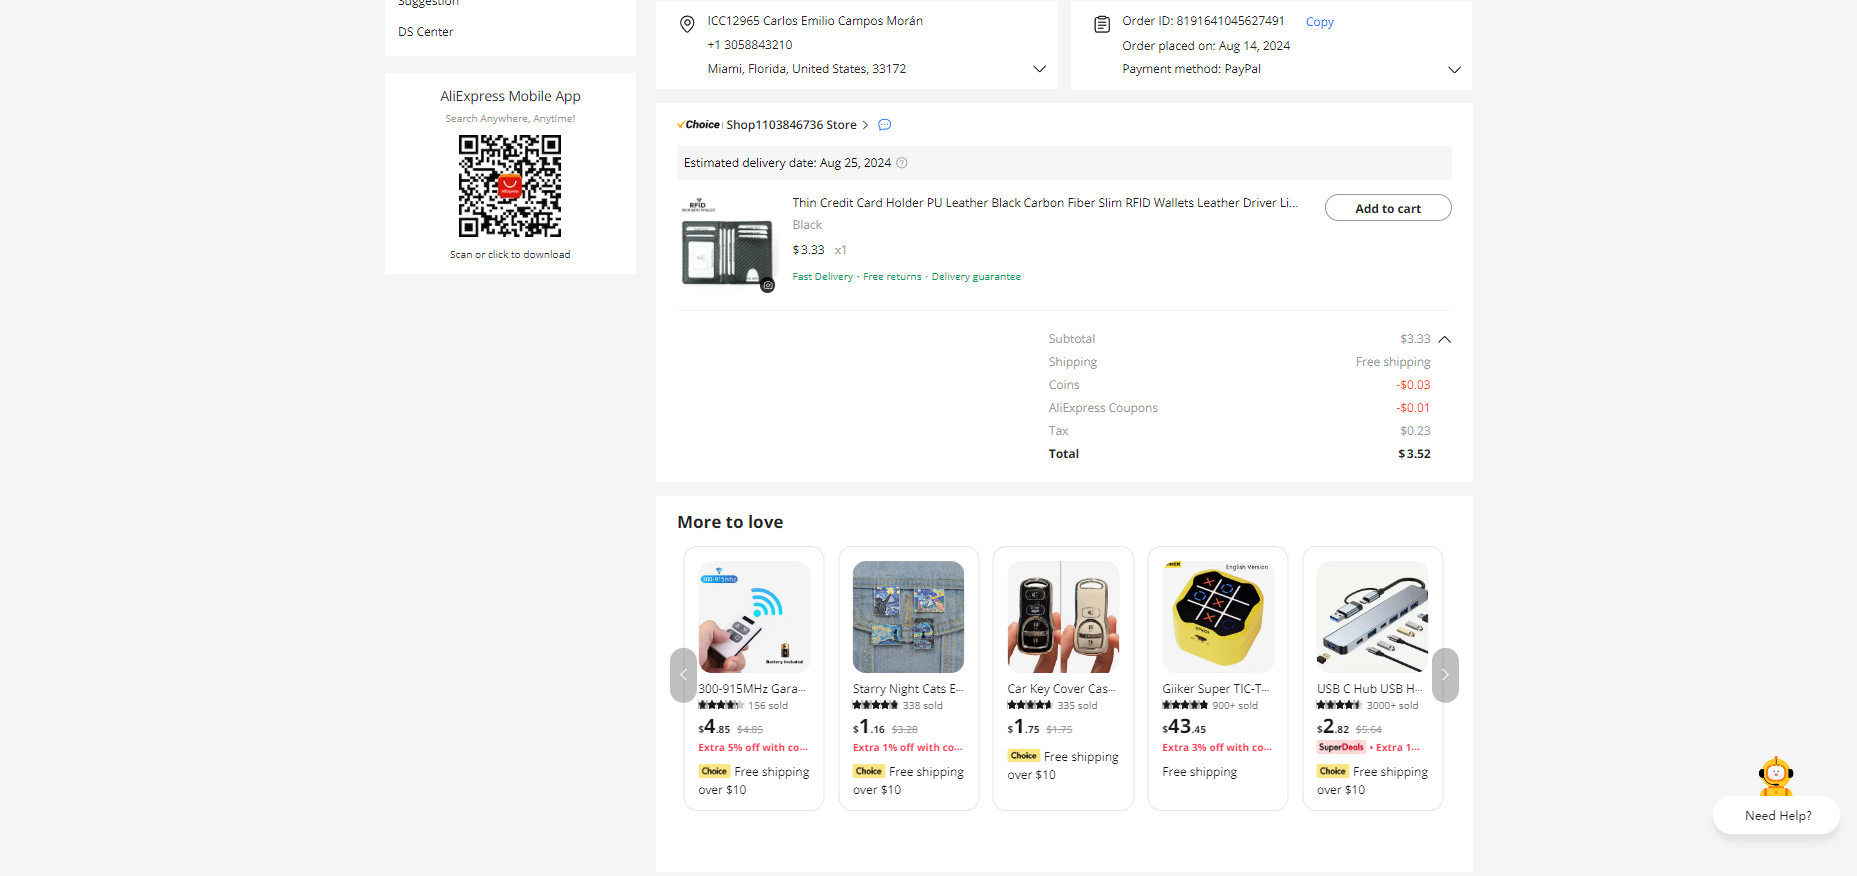 Suggestion
DS Center
AliExpress Mobile App
Search Anywhere, Anytime!
AliExpress
Scan or click to download
ICC12965 Carlos Emilio Campos Morán
+1 3058843210
Miami, Florida, United States, 33172
Order ID: 8191641045627491 Copy
Order placed on: Aug 14, 2024
Payment method: PayPal
Choice Shop1103846736 Store
Estimated delivery date: Aug 25, 2024
RFID
Thin Credit Card Holder PU Leather Black Carbon Fiber Slim RFID Wallets Leather Driver Li...
Add to cart
Black
$3.33 x1
Fast Delivery · Free returns · Delivery guarantee
Subtotal $3.33
Shipping Free shipping
Coins -$0.03
AliExpress Coupons -$0.01
Tax $0.23
Total $3.52
More to love
300-915mhz
Battery included
300-915MHz Gara...
156 sold
$4.85 $4.85
Extra 5% off with co...
Choice Free shipping
over $10
Starry Night Cats E...
338 sold
$1.16 $3.28
Extra 1% off with co...
Choice Free shipping
over $10
Car Key Cover Cas...
335 sold
$1.75 $1.75
Choice Free shipping
over $10
English Version
Giiker Super TIC-T...
900+ sold
$43.45
Extra 3% off with co...
Free shipping
USB C Hub USB H...
3000+ sold
$2.82 $5.64
SuperDeals • Extra 1...
Choice Free shipping
over $10
Need Help?